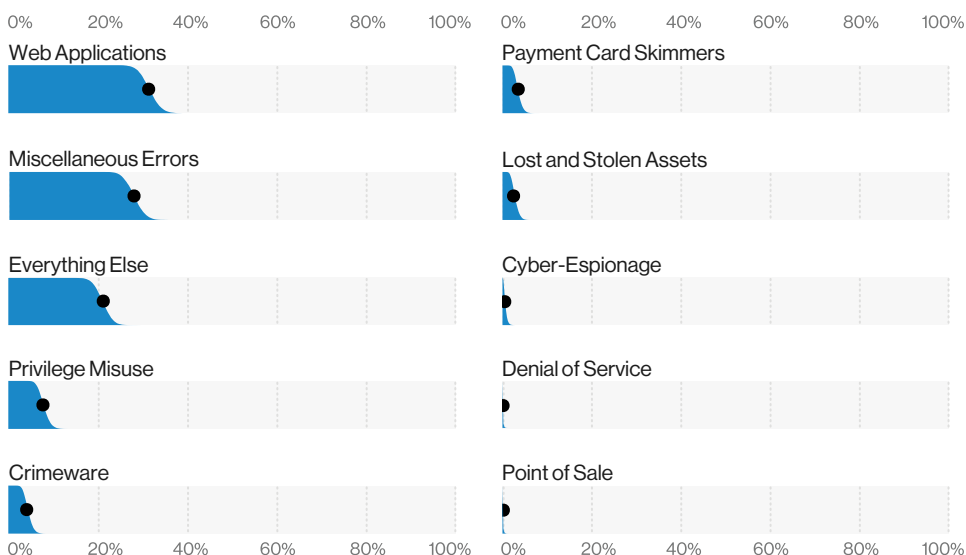 0% 20% 40% 60% 80% 100%
Web Applications
Miscellaneous Errors
Everything Else
Privilege Misuse
Crimeware
0% 20% 40% 60% 80% 100%
0% 20% 40% 60% 80% 100%
Payment Card Skimmers
Lost and Stolen Assets
Cyber-Espionage
Denial of Service
Point of Sale
0% 20% 40% 60% 80% 100%